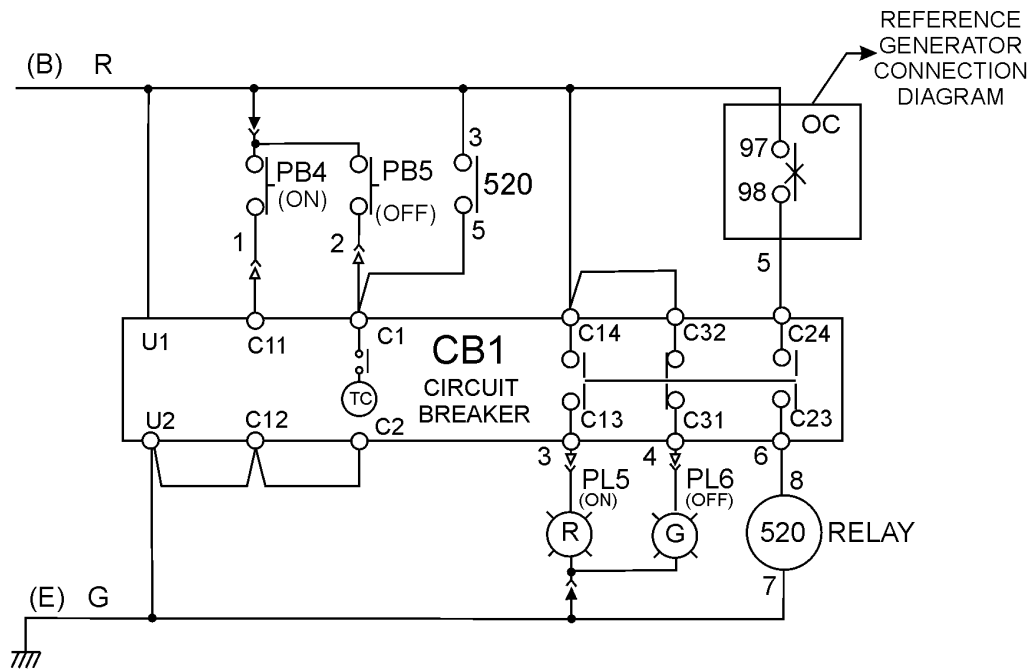 REFERENCE
GENERATOR
CONNECTION
DIAGRAM
(B) R
OC
97
98
3
PB4
(ON)
PB5
(OFF)
520
1
2
5
5
U1
C11
C1
CB1
CIRCUIT
BREAKER
C14
C32
C24
TC
U2
C12
C2
C13
C31
C23
3
4
6
PL5
(ON)
PL6
(OFF)
8
R
G
520
RELAY
7
(E) G